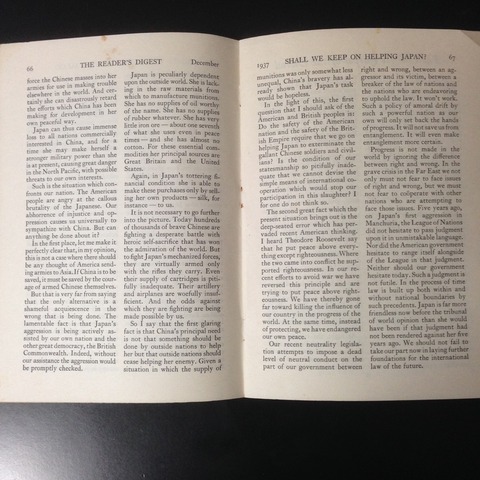 66 THE READER'S DIGEST December
force the Chinese masses into her
armies for use in making trouble
elsewhere in the world. And cer-
tainly she can disastrously retard
the efforts which China has been
making for development in her
own peaceful way.
Japan can thus cause immense
loss to all nations commercially
interested in China, and for a
time she may make herself a
stronger military power than she
is at present, causing great danger
in the North Pacific, with possible
threats to our own interests.
Such is the situation which con-
fronts our nation. The American
people are angry at the callous
brutality of the Japanese. Our
abhorrence of injustice and op-
pression causes us universally to
sympathize with China. But can
anything be done about it?
In the first place, let me make it
perfectly clear that, in my opinion,
this is not a case where there should
be any thought of America send-
ing armies to Asia. If China is to be
saved, it must be saved by the cour-
age of armed Chinese themselves.
But that is very far from saying
that the only alternative is a
shameful acquiescence in the
wrong that is being done. The
lamentable fact is that Japan's
aggression is being actively as-
sisted by our own nation and the
other great democracy, the British
Commonwealth. Indeed, without
our assistance the aggression would
be promptly checked.
Japan is peculiarly dependent
upon the outside world. She is lack-
ing in the raw materials from
which to manufacture munitions.
She has no supplies of oil worthy
of the name. She has no supplies
of rubber whatever. She has very
little iron ore — about one seventh
of what she uses even in peace
times — and she has almost no
cotton. For these essential com-
modities her principal sources are
Great Britain and the United
States.
Again, in Japan's tottering fi-
nancial condition she is able to
make these purchases only by sell-
ing her own products — silk, for
instance — to us.
It is not necessary to go further
into the picture. Today hundreds
of thousands of brave Chinese are
fighting a desperate battle with
heroic self-sacrifice that has won
the admiration of the world. But
to fight Japan's mechanized forces,
they are virtually armed only
with the rifles they carry. Even
their supply of cartridges is piti-
fully inadequate. Their artillery
and airplanes are woefully insuf-
ficient. And the odds against
which they are fighting are being
made possible by us.
So I say that the first glaring
fact is that China's principal need
is not that something should be
done by outside nations to help
her but that outside nations should
cease helping her enemy. Given a
situation in which the supply of
1937 SHALL WE KEEP ON HELPING JAPAN? 67
munitions was only somewhat less
unequal, China's bravery has al-
ready shown that Japan's task
would be hopeless.
In the light of this, the first
question that I should ask of the
American and British peoples is:
Do the safety of the American
nation and the safety of the Brit-
ish Empire require that we go on
helping Japan to exterminate the
gallant Chinese soldiers and civil-
ians? Is the condition of our
statesmanship so pitifully inade-
quate that we cannot devise the
simple means of international co-
operation which would stop our
participation in this slaughter? I
for one do not think so.
The second great fact which the
present situation brings out is the
deep-seated error which has per-
vaded recent American thinking.
I heard Theodore Roosevelt say
that he put peace above every-
thing except righteousness. Where
the two came into conflict he sup-
ported righteousness. In our re-
cent efforts to avoid war we have
reversed this principle and are
trying to put peace above right-
eousness. We have thereby gone
far toward killing the influence of
our country in the progress of the
world. At the same time, instead
of protecting, we have endangered
our own peace.
Our recent neutrality legisla-
tion attempts to impose a dead
level of neutral conduct on the
part of our government between
right and wrong, between an ag-
gressor and its victim, between a
breaker of the law of nations and
the nations who are endeavoring
to uphold the law. It won't work.
Such a policy of amoral drift by
such a powerful nation as our
own will only set back the hands
of progress. It will not save us from
entanglement. It will even make
entanglement more certain.
Progress is not made in the
world by ignoring the difference
between right and wrong. In the
grave crisis in the Far East we not
only must not fear to face issues
of right and wrong, but we must
not fear to cooperate with other
nations who are attempting to
face those issues. Five years ago,
on Japan's first aggression in
Manchuria, the League of Nations
did not hesitate to pass judgment
upon it in unmistakable language.
Nor did the American government
hesitate to range itself alongside
of the League in that judgment.
Neither should our government
hesitate today. Such a judgment is
not futile. In the process of time
law is built up both within and
without national boundaries by
such precedents. Japan is far more
friendless now before the tribunal
of world opinion than she would
have been if that judgment had
not been rendered against her five
years ago. We should not fail to
take our part now in laying further
foundations for the international
law of the future.